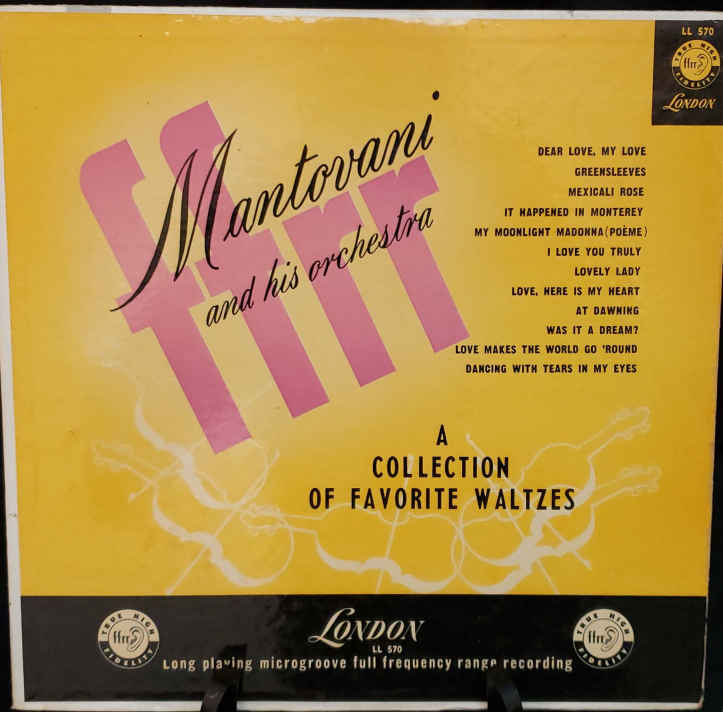 LL 570
TRUE HIGH
ffrr
FIDELITY
LONDON
ffrr
Mantovani
and his orchestra
DEAR LOVE, MY LOVE
GREENSLEEVES
MEXICALI ROSE
IT HAPPENED IN MONTEREY
MY MOONLIGHT MADONNA (POÈME)
I LOVE YOU TRULY
LOVELY LADY
LOVE, HERE IS MY HEART
AT DAWNING
WAS IT A DREAM?
LOVE MAKES THE WORLD GO 'ROUND
DANCING WITH TEARS IN MY EYES
A
COLLECTION
OF FAVORITE WALTZES
TRUE HIGH
ffrr
FIDELITY
LONDON
LL 570
TRUE HIGH
ffrr
FIDELITY
Long playing microgroove full frequency range recording